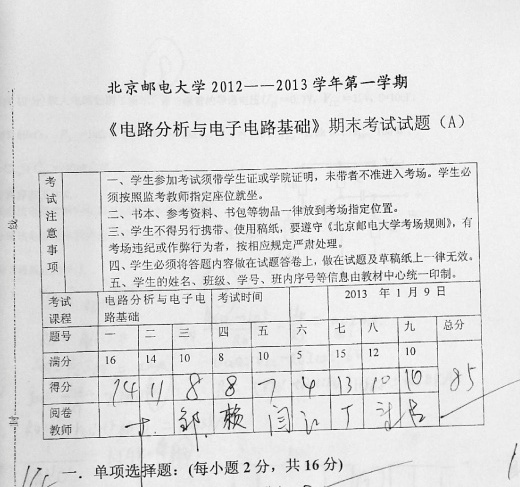 北京邮电大学2012——2013学年第一学期
《电路分析与电子电路基础》期末考试试题（A）
考试注意事项
一、学生参加考试须带学生证或学院证明，未带者不准进入考场。学生必
须按照监考教师指定座位就坐。
二、书本、参考资料、书包等物品一律放到考场指定位置。
三、学生不得另行携带、使用稿纸，要遵守《北京邮电大学考场规则》，有
考场违纪或作弊行为者，按相应规定严肃处理。
四、学生必须将答题内容做在试题答卷上，做在试题及草稿纸上一律无效。
五、学生的姓名、班级、学号、班内序号等信息由教材中心统一印制。
考试课程 电路分析与电子电路基础 考试时间 2013 年 1 月 9 日
题号 一 二 三 四 五 六 七 八 九 总分
满分 16 14 10 8 10 5 15 12 10
得分 14 11 8 8 7 4 13 10 10 85
阅卷教师
一．单项选择题：(每小题 2 分，共 16 分)